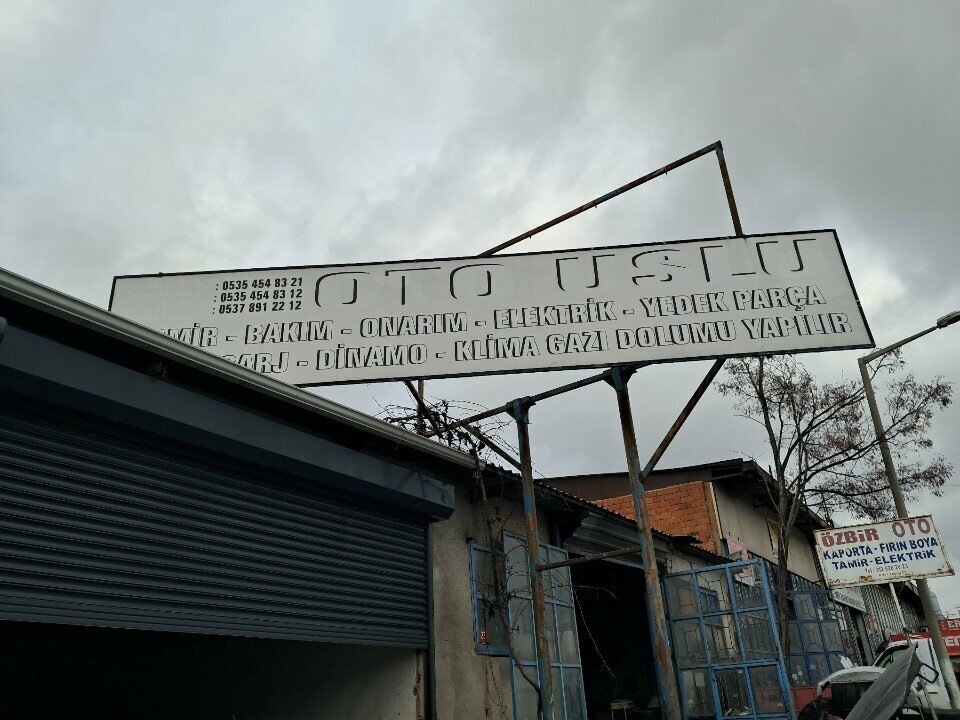 : 0535 454 83 21
: 0535 454 83 12
: 0537 891 22 12
OTO USLU
MİR - BAKIM - ONARIM - ELEKTRİK - YEDEK PARÇA
ŞARJ - DİNAMO - KLİMA GAZI DOLUMU YAPILIR
ÖZBİR OTO
KAPORTA - FIRIN BOYA
TAMİR-ELEKTRİK